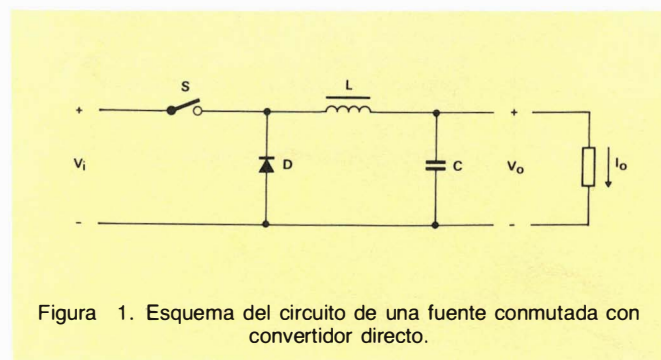 S
L
+
+
Vi
D
C
Vo
Io
-
-
Figura 1. Esquema del circuito de una fuente conmutada con
convertidor directo.